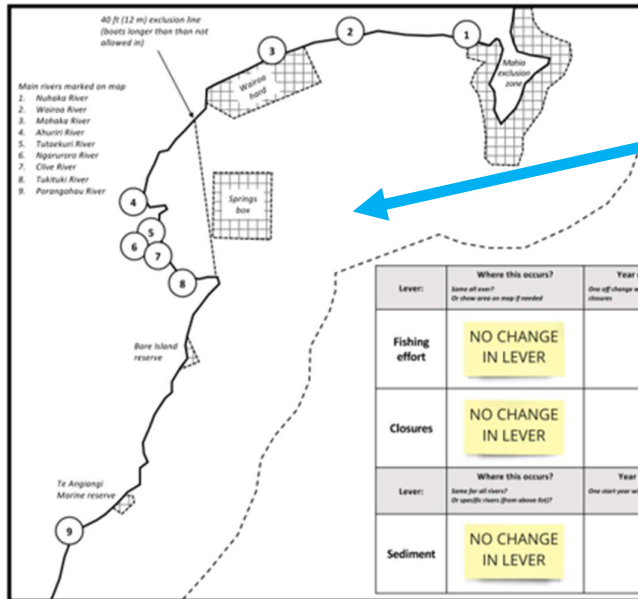 40 ft (12 m) exclusion line
(boats longer than than not
allowed in)
Main rivers marked on map
1. Nuhaka River
2. Wairoa River
3. Mohaka River
4. Ahuriri River
5. Tutaekuri River
6. Ngaruroro River
7. Clive River
8. Tukituki River
9. Porangahau River
3
2
1
Wairoa
hard
Mahia
exclusion
zone
4
5
6
7
8
Springs
box
Bare Island
reserve
Te Angiangi
Marine reserve
9
Lever:
Where this occurs?
Same all over?
Or show area on map if needed
Year
One off change w
closures
Fishing
effort
NO CHANGE
IN LEVER
Closures
NO CHANGE
IN LEVER
Lever:
Where this occurs?
Same for all rivers?
Or specific rivers (from above list)?
Year
One start year wi
Sediment
NO CHANGE
IN LEVER